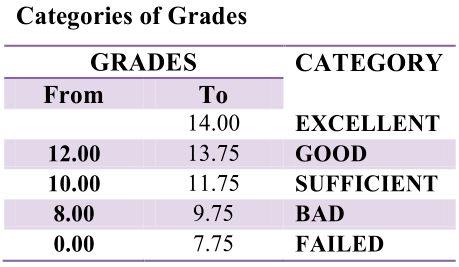 Categories of Grades
GRADES CATEGORY
From To
14.00 EXCELLENT
12.00 13.75 GOOD
10.00 11.75 SUFFICIENT
8.00 9.75 BAD
0.00 7.75 FAILED